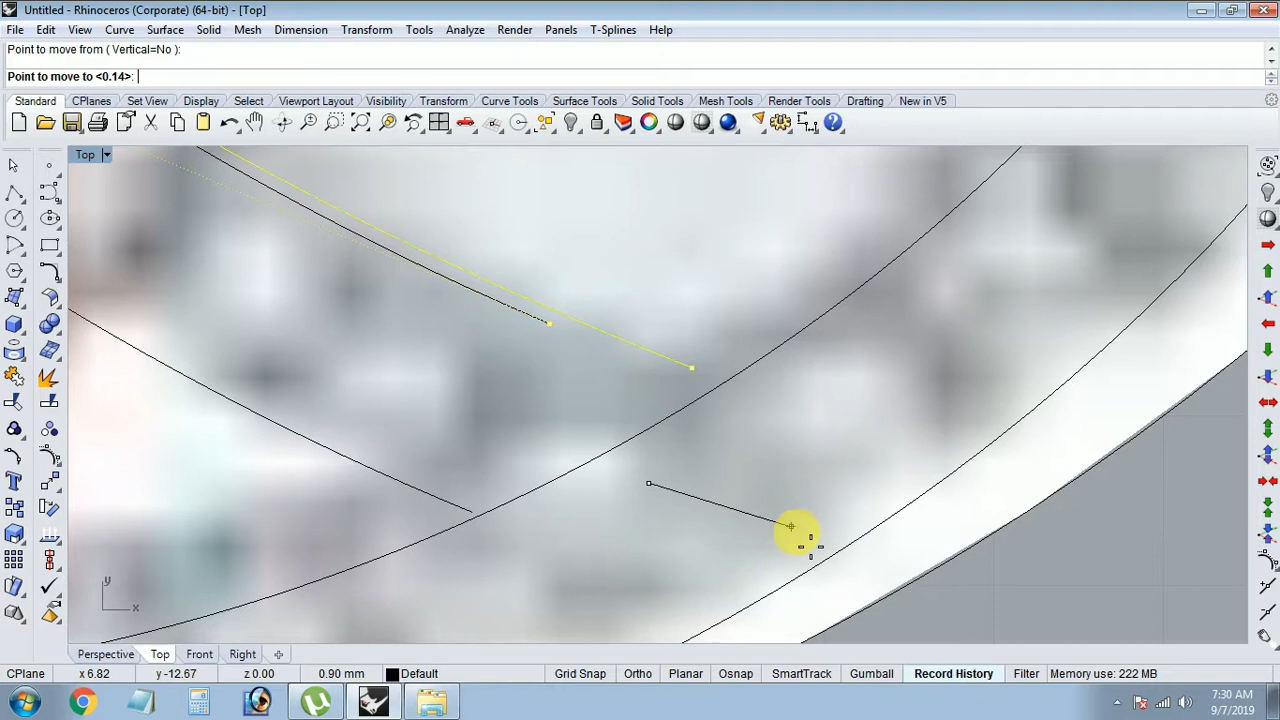 Untitled - Rhinoceros (Corporate) (64-bit) - [Top]
File Edit View Curve Surface Solid Mesh Dimension Transform Tools Analyze Render Panels T-Splines Help
Point to move from ( Vertical=No ):
Point to move to <0.14>:
Standard CPlanes Set View Display Select Viewport Layout Visibility Transform Curve Tools Surface Tools Solid Tools Mesh Tools Render Tools Drafting New in V5
Top
y
x
Perspective Top Front Right
CPlane x 6.82 y -12.67 z 0.00 0.90 mm Default Grid Snap Ortho Planar Osnap SmartTrack Gumball Record History Filter Memory use: 222 MB
7:30 AM
9/7/2019